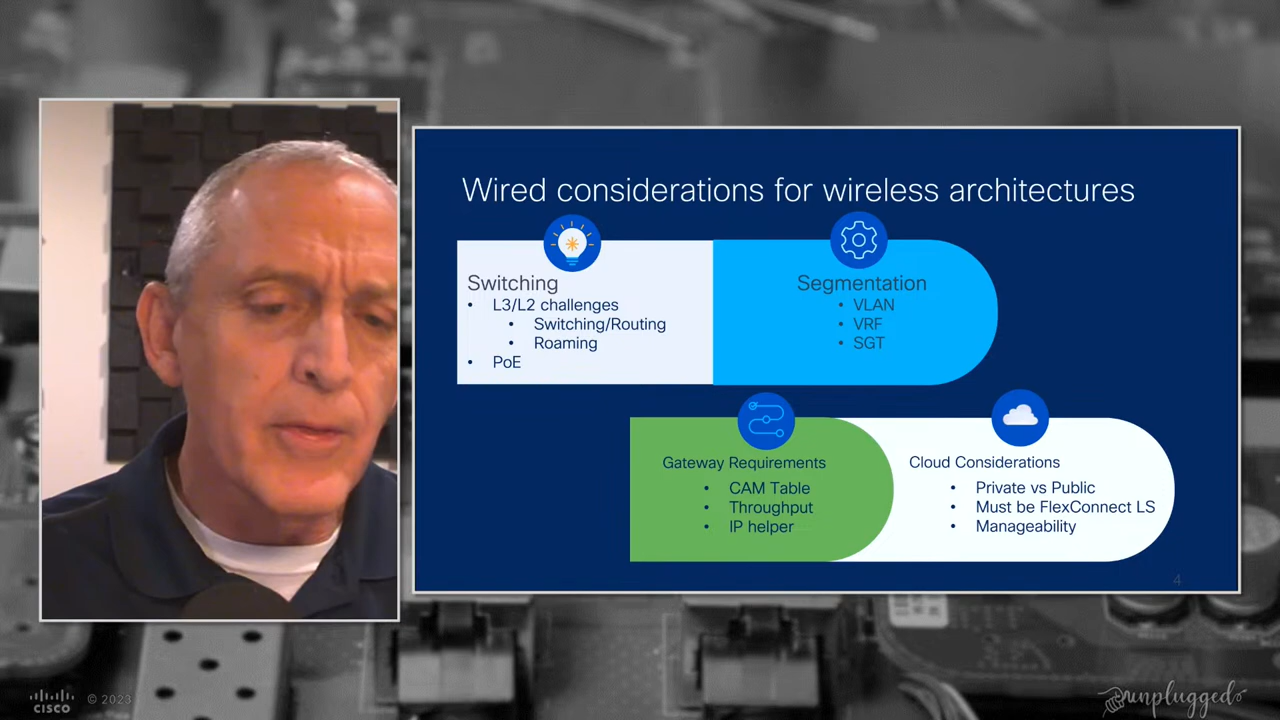 Wired considerations for wireless architectures
Switching
• L3/L2 challenges
• Switching/Routing
• Roaming
• PoE
Segmentation
• VLAN
• VRF
• SGT
Gateway Requirements
• CAM Table
• Throughput
• IP helper
Cloud Considerations
• Private vs Public
• Must be FlexConnect LS
• Manageability
4
CISCO
© 2023
unplugged